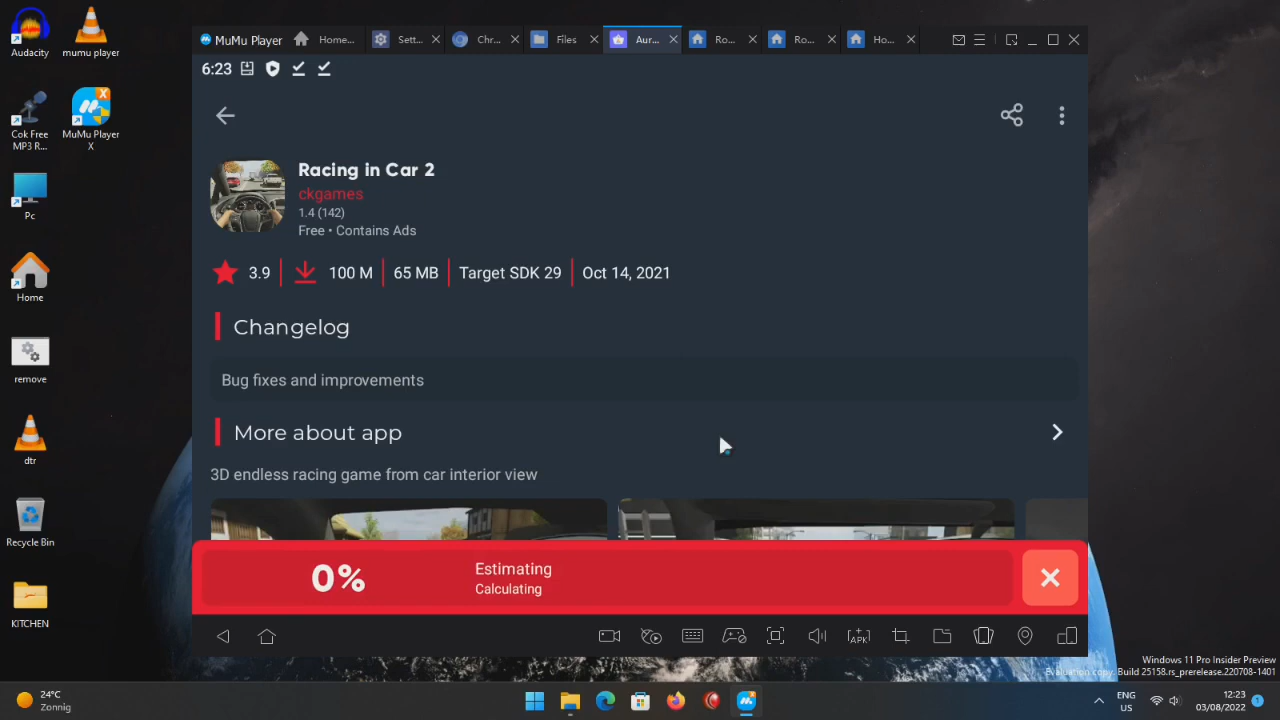 Audacity
mumu player
Cok Free
MP3 R...
MuMu Player
X
Pc
Home
remove
dtr
Recycle Bin
KITCHEN
MuMu Player
Home...
Sett...
Chr...
Files
Aur...
Ro...
Ro...
Ho...
6:23
Racing in Car 2
ckgames
1.4 (142)
Free • Contains Ads
3.9
100 M
65 MB
Target SDK 29
Oct 14, 2021
Changelog
Bug fixes and improvements
More about app
3D endless racing game from car interior view
0%
Estimating
Calculating
APK
Windows 11 Pro Insider Preview
Evaluation copy. Build 25158.rs_prerelease.220708-1401
24°C
Zonnig
ENG
US
12:23
03/08/2022
1